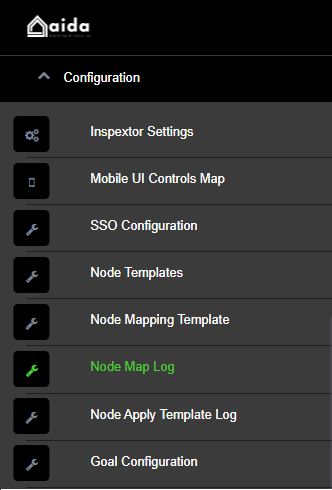 aida
Configuration
Inspextor Settings
Mobile UI Controls Map
SSO Configuration
Node Templates
Node Mapping Template
Node Map Log
Node Apply Template Log
Goal Configuration